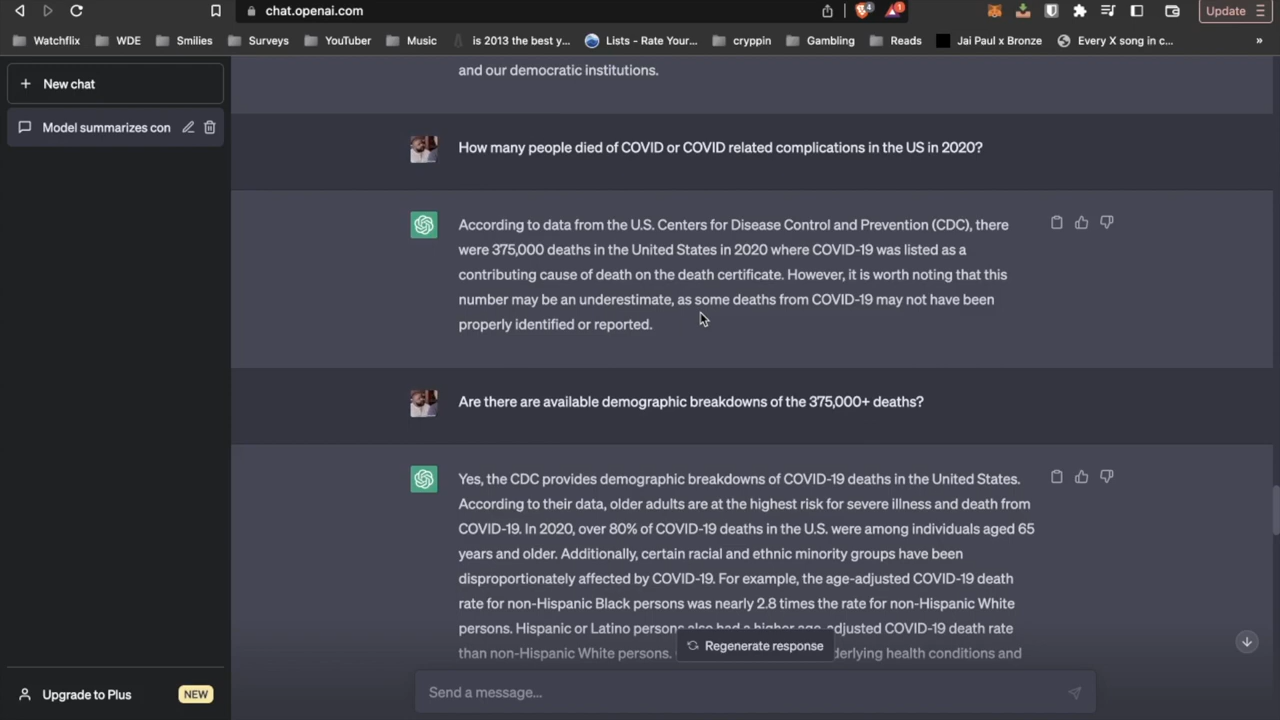 chat.openai.com
4
1
Update
Watchflix
WDE
Smilies
Surveys
YouTuber
Music
is 2013 the best y...
Lists - Rate Your...
cryppin
Gambling
Reads
Jai Paul x Bronze
Every X song in c...
»
+ New chat
Model summarizes con
and our democratic institutions.
How many people died of COVID or COVID related complications in the US in 2020?
According to data from the U.S. Centers for Disease Control and Prevention (CDC), there
were 375,000 deaths in the United States in 2020 where COVID-19 was listed as a
contributing cause of death on the death certificate. However, it is worth noting that this
number may be an underestimate, as some deaths from COVID-19 may not have been
properly identified or reported.
Are there are available demographic breakdowns of the 375,000+ deaths?
Yes, the CDC provides demographic breakdowns of COVID-19 deaths in the United States.
According to their data, older adults are at the highest risk for severe illness and death from
COVID-19. In 2020, over 80% of COVID-19 deaths in the U.S. were among individuals aged 65
years and older. Additionally, certain racial and ethnic minority groups have been
disproportionately affected by COVID-19. For example, the age-adjusted COVID-19 death
rate for non-Hispanic Black persons was nearly 2.8 times the rate for non-Hispanic White
persons. Hispanic or Latino persons also had a higher age-adjusted COVID-19 death rate
than non-Hispanic White persons. health conditions and
Regenerate response
Send a message...
Upgrade to Plus
NEW